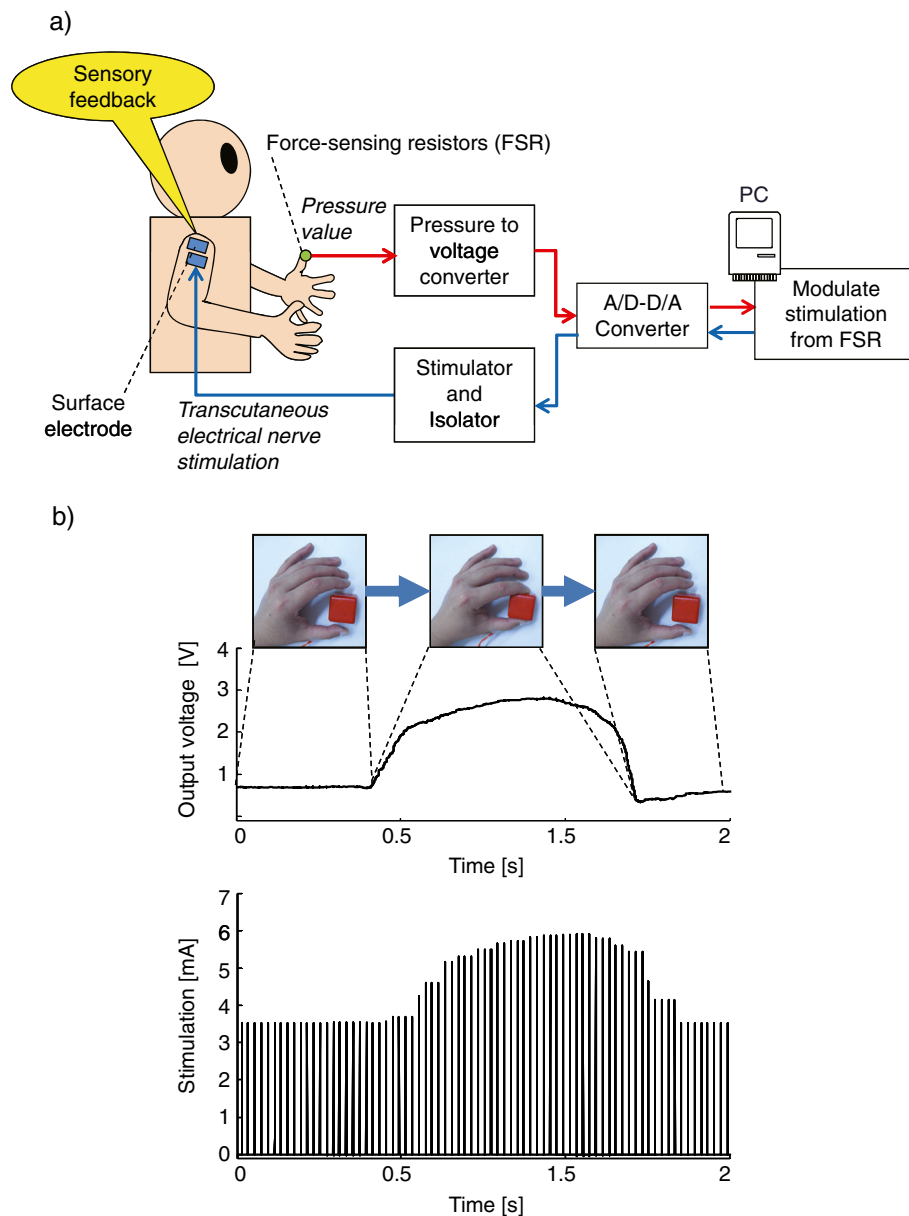 a)
Sensory
feedback
Force-sensing resistors (FSR)
Pressure
value
Pressure to
voltage
converter
PC
A/D-D/A
Converter
Modulate
stimulation
from FSR
Stimulator
and
Isolator
Surface
electrode
Transcutaneous
electrical nerve
stimulation
b)
Output voltage [V]
4
3
2
1
0
0.5
1.5
2
Time [s]
Stimulation [mA]
7
6
5
4
3
2
1
0
0
0.5
1.5
2
Time [s]